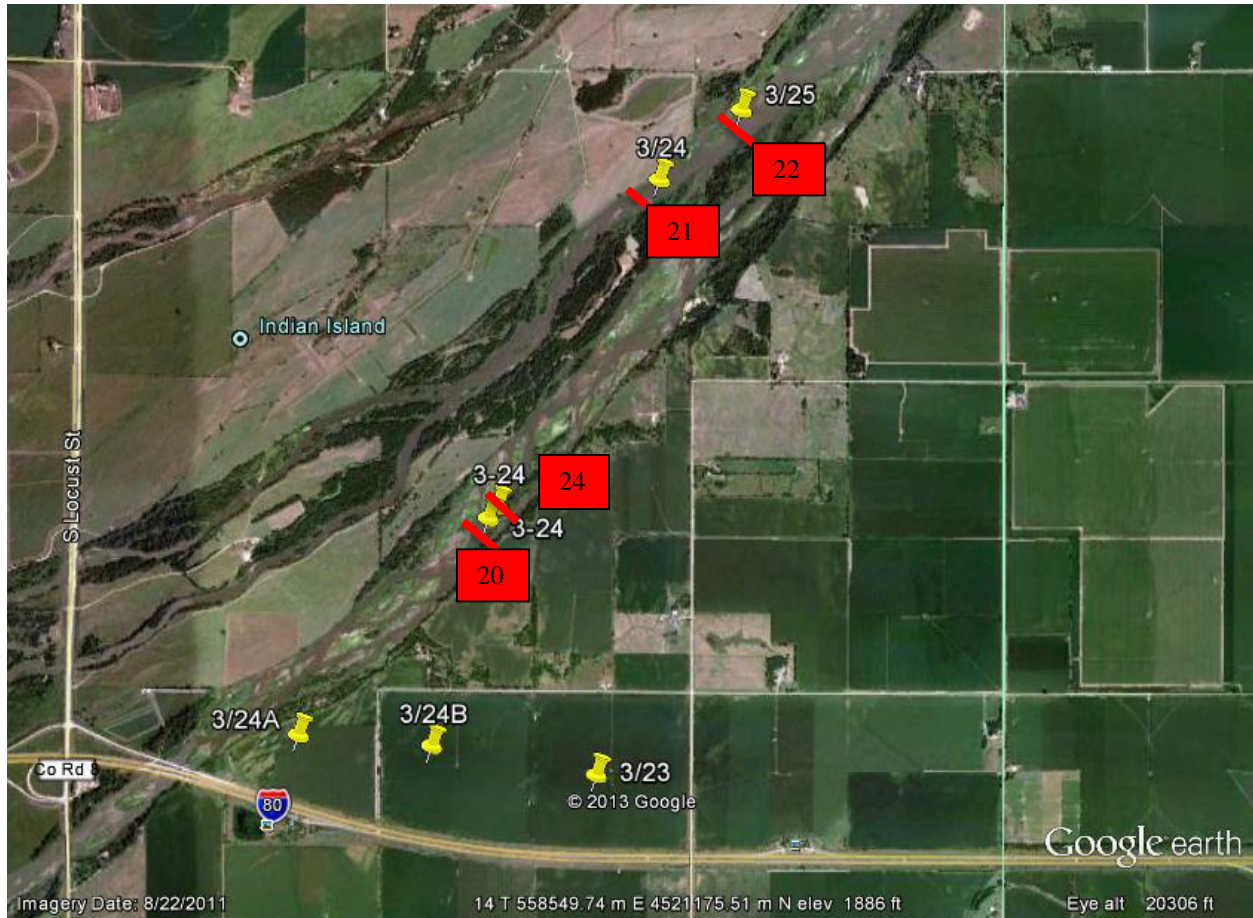 3/25
3/24
22
21
Indian Island
S Locust St
3-24
24
3-24
20
3/24A
3/24B
3/23
Co Rd 8
80
© 2013 Google
Google earth
Imagery Date: 8/22/2011
14 T 558549.74 m E 4521175.51 m N elev 1886 ft
Eye alt 20306 ft